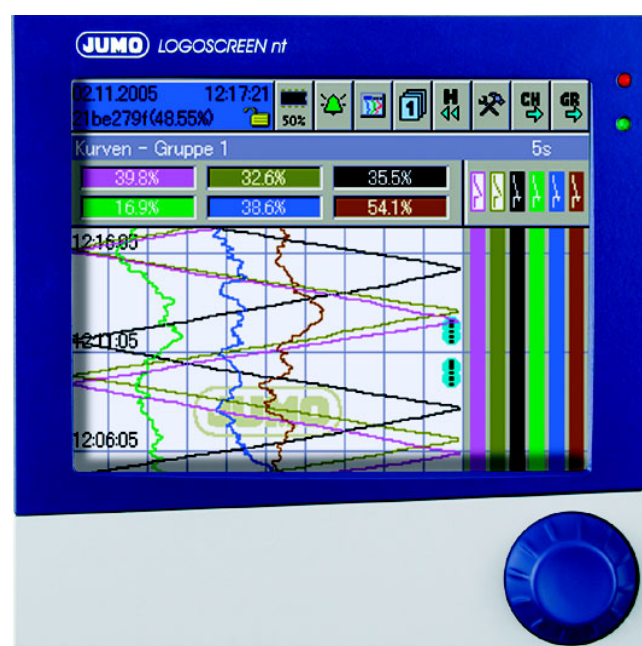 JUMO LOGOSCREEN nt
02.11.2005 12:17:21
21be279f(48.55%)
50%
1
H
CH
GR
Kurven - Gruppe 1 5s
39.8% 32.6% 35.5%
16.9% 38.6% 54.1%
12:16:05
12:11:05
JUMO
12:06:05